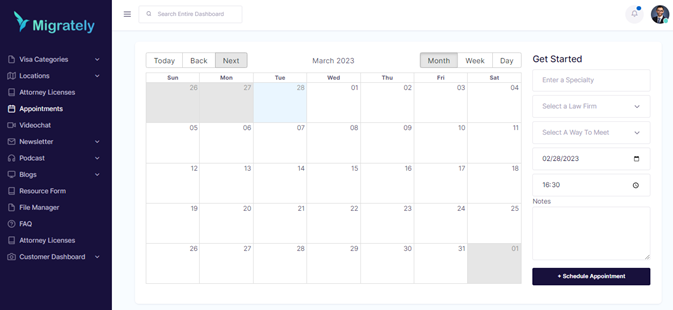 Migrately
Search Entire Dashboard
Visa Categories
Locations
Attorney Licenses
Appointments
Videochat
Newsletter
Podcast
Blogs
Resource Form
File Manager
FAQ
Attorney Licenses
Customer Dashboard
Today Back Next March 2023 Month Week Day
Sun Mon Tue Wed Thu Fri Sat
26 27 28 01 02 03 04
05 06 07 08 09 10 11
12 13 14 15 16 17 18
19 20 21 22 23 24 25
26 27 28 29 30 31 01
Get Started
Enter a Specialty
Select a Law Firm
Select A Way To Meet
02/28/2023
16:30
Notes
+ Schedule Appointment